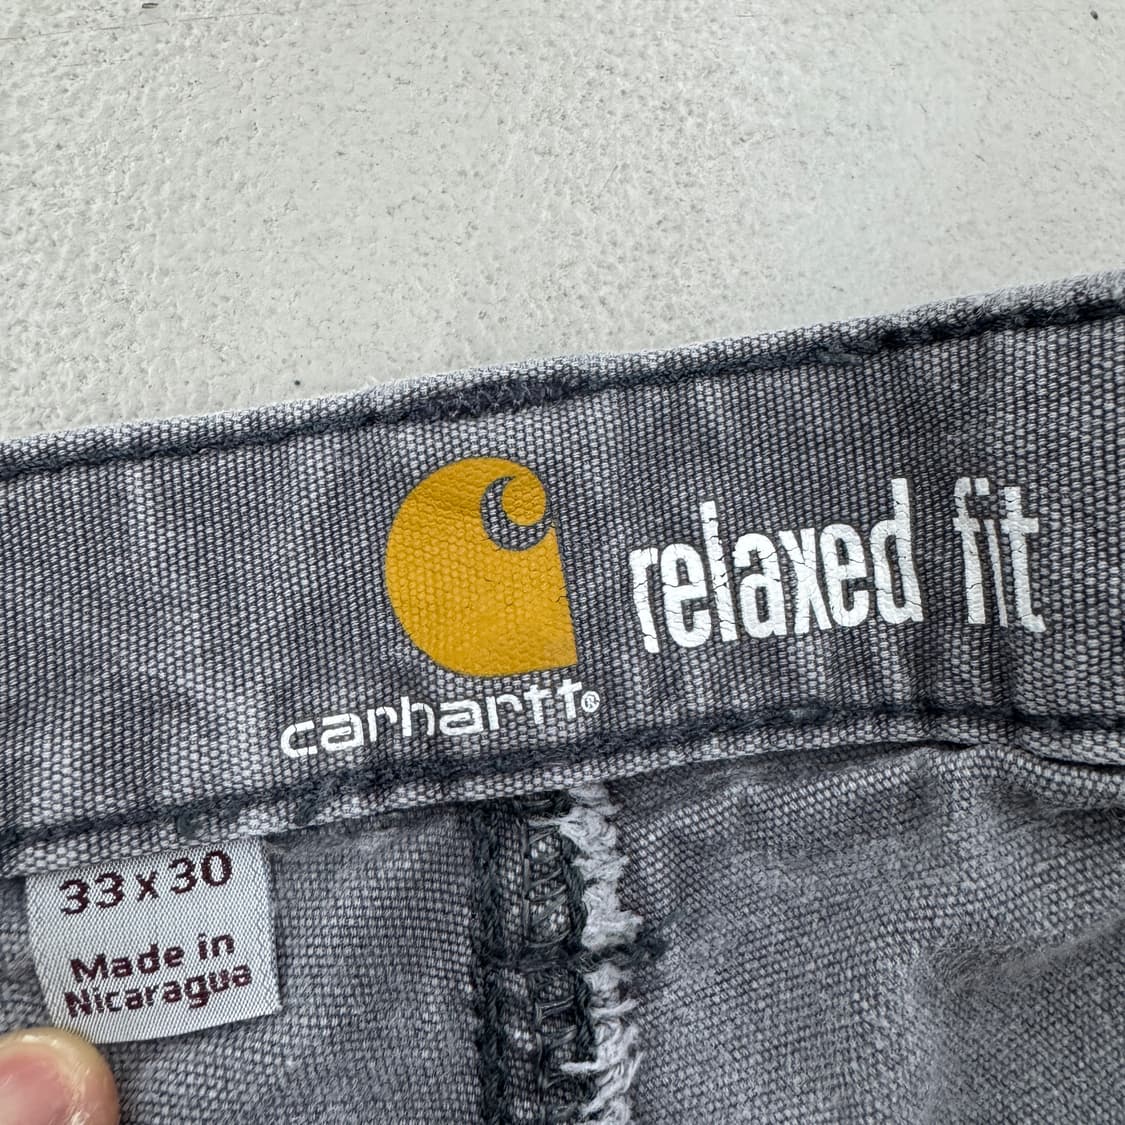 relaxed fit
carhartt®
33 x 30
Made in
Nicaragua